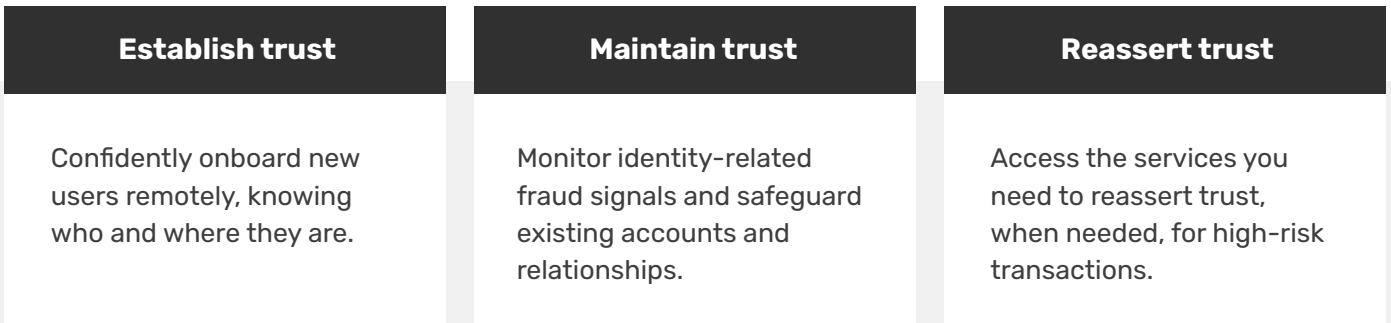 Establish trust
Confidently onboard new
users remotely, knowing
who and where they are.
Maintain trust
Monitor identity-related
fraud signals and safeguard
existing accounts and
relationships.
Reassert trust
Access the services you
need to reassert trust,
when needed, for high-risk
transactions.